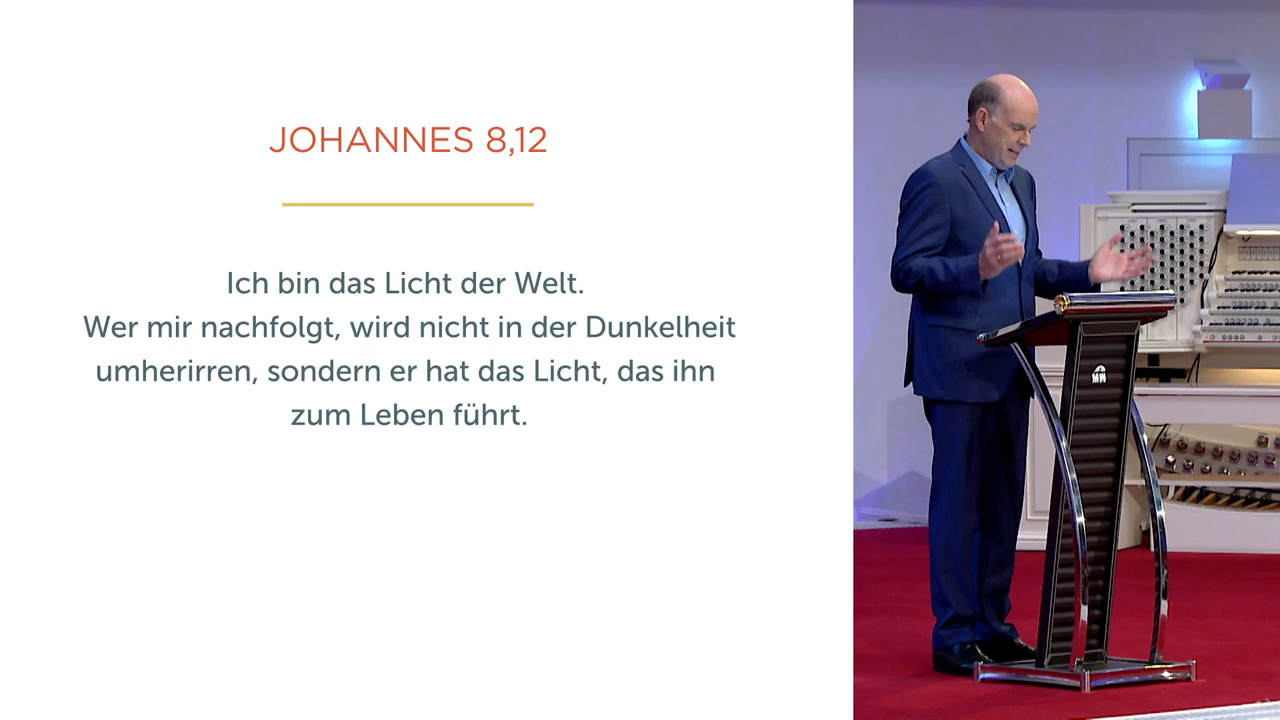 JOHANNES 8,12
Ich bin das Licht der Welt.
Wer mir nachfolgt, wird nicht in der Dunkelheit
umherirren, sondern er hat das Licht, das ihn
zum Leben führt.